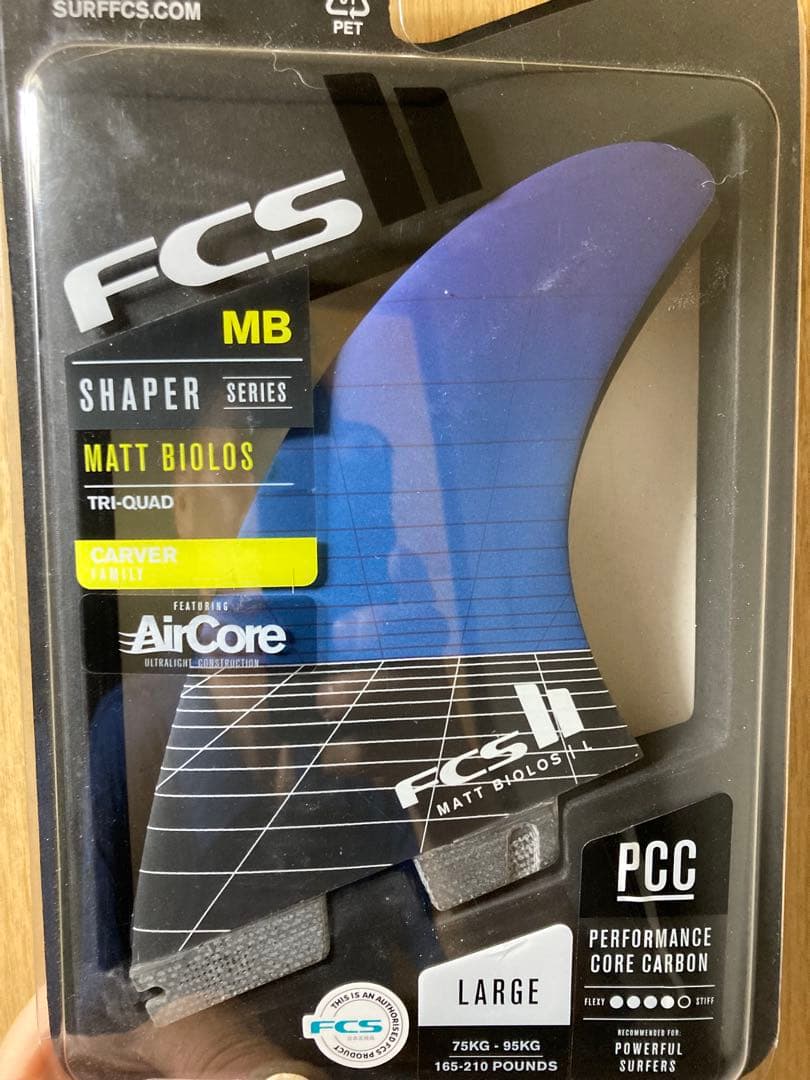 SURFFCS.COM
01
PET
FCS II
MB
SHAPER SERIES
MATT BIOLOS
TRI-QUAD
CARVER
FAMILY
FEATURING
AirCore
ULTRALIGHT CONSTRUCTION
FCS II
MATT BIOLOS | L
PCC
PERFORMANCE
CORE CARBON
FLEXY STIFF
RECOMMENDED FOR:
POWERFUL
SURFERS
LARGE
75KG - 95KG
165-210 POUNDS
THIS IS AN AUTHORISED
FCS
FCS PRODUCT